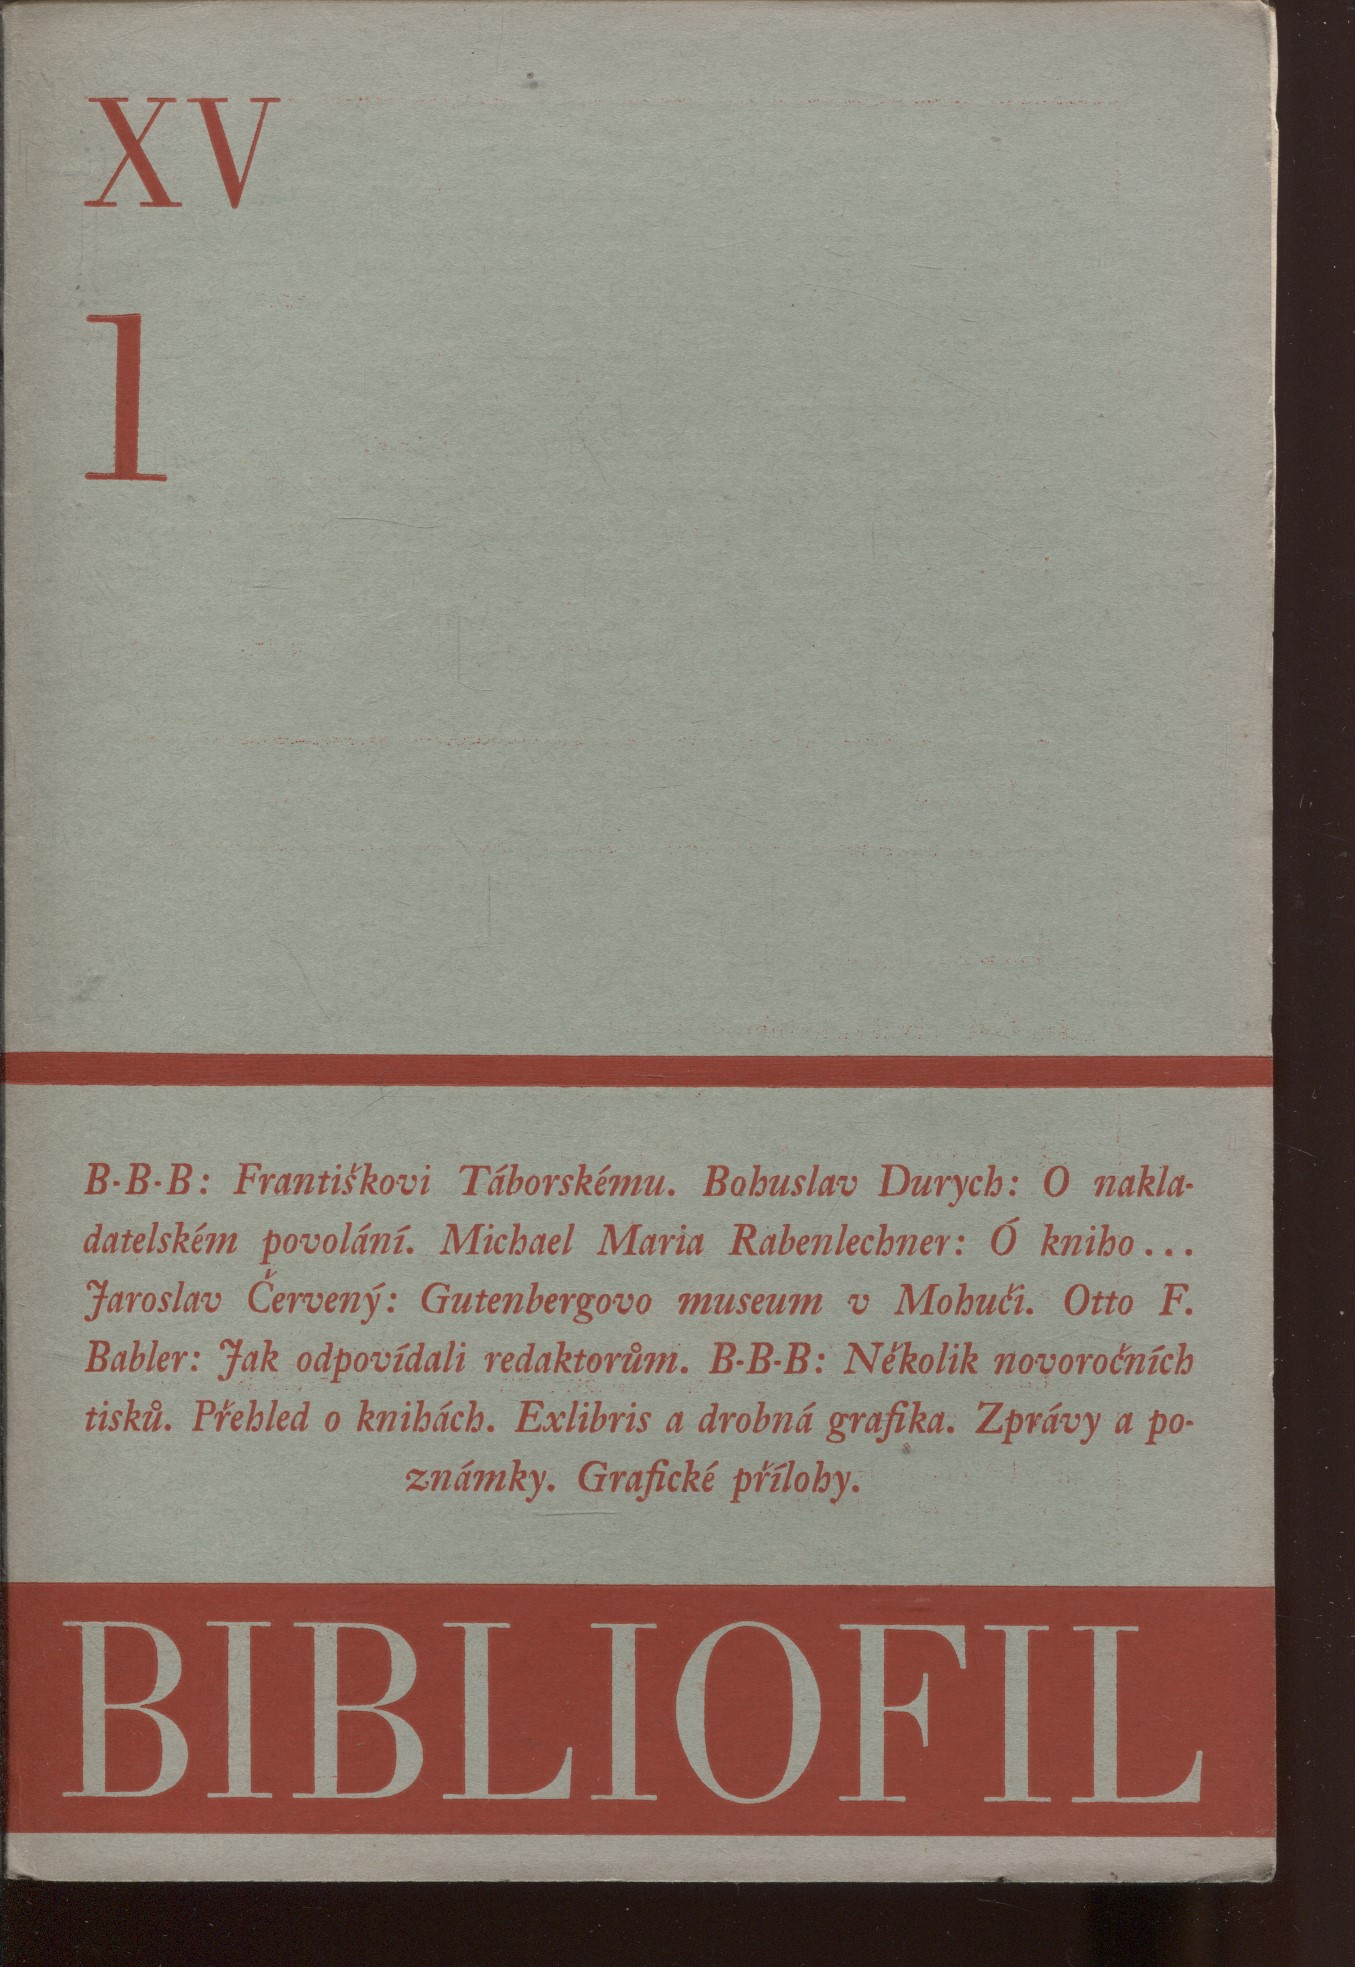 XV
1
B-B-B: Františkovi Táborskému. Bohuslav Durych: O nakla-
datelském povolání. Michael Maria Rabenlechner: Ó kniho...
Jaroslav Červený: Gutenbergovo museum v Mohuči. Otto F.
Babler: Jak odpovídali redaktorům. B-B-B: Několik novoročních
tisků. Přehled o knihách. Exlibris a drobná grafika. Zprávy a po-
známky. Grafické přílohy.
BIBLIOFIL